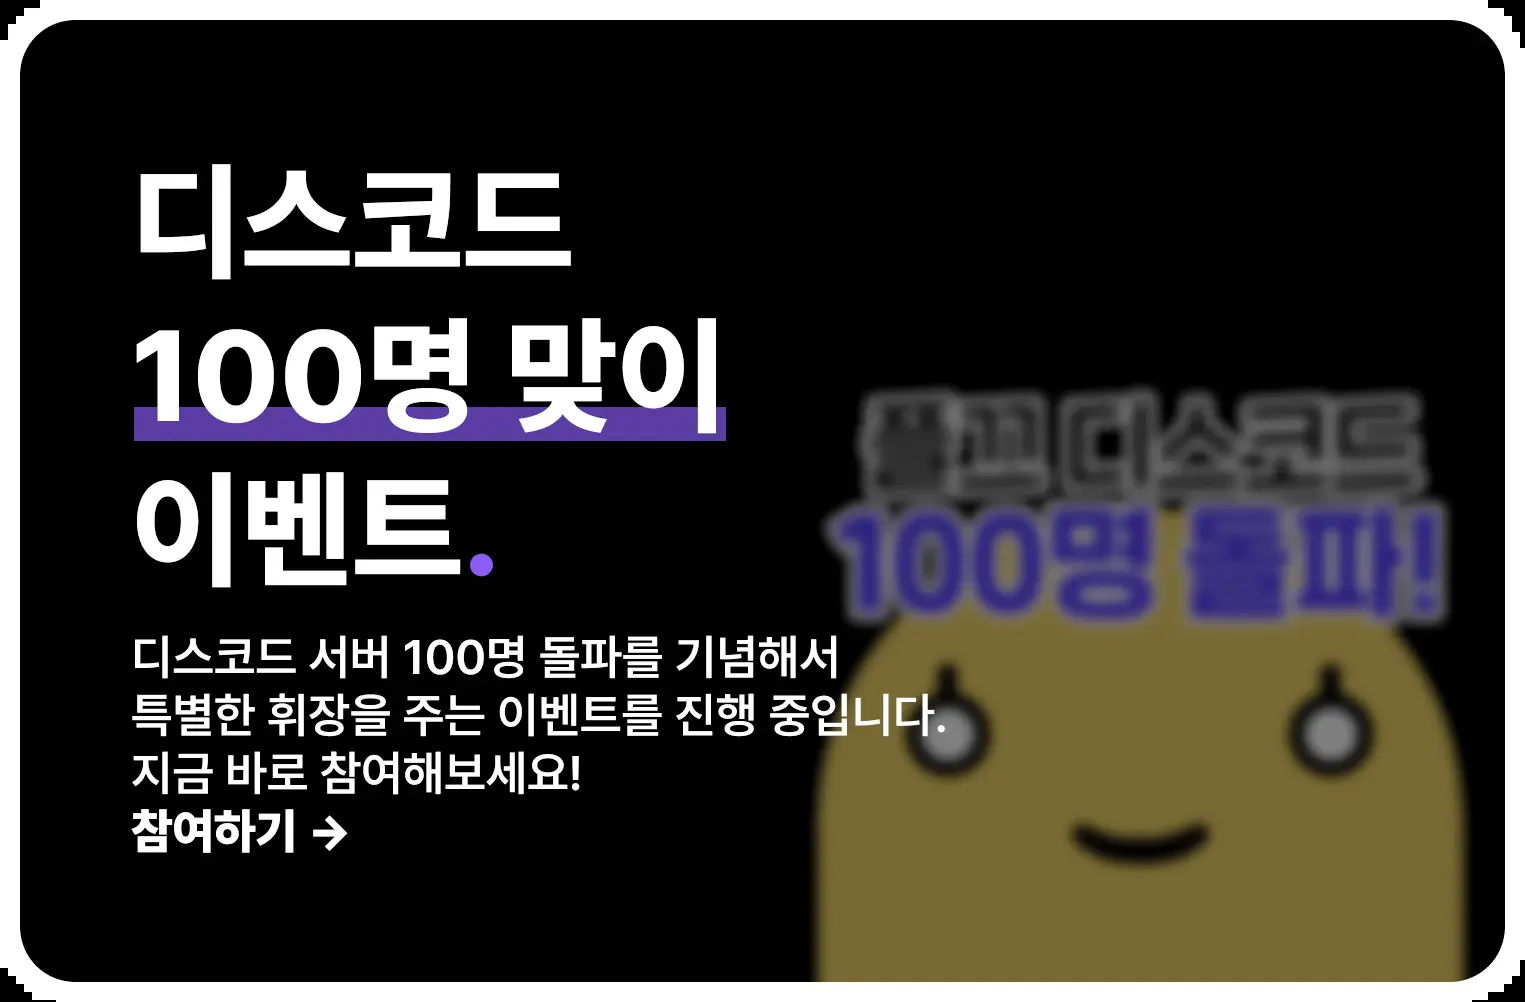 디스코드
100명 맞이
이벤트.
디스코드 서버 100명 돌파를 기념해서
특별한 휘장을 주는 이벤트를 진행 중입니다.
지금 바로 참여해보세요!
참여하기 →
디스코드
100명 돌파!